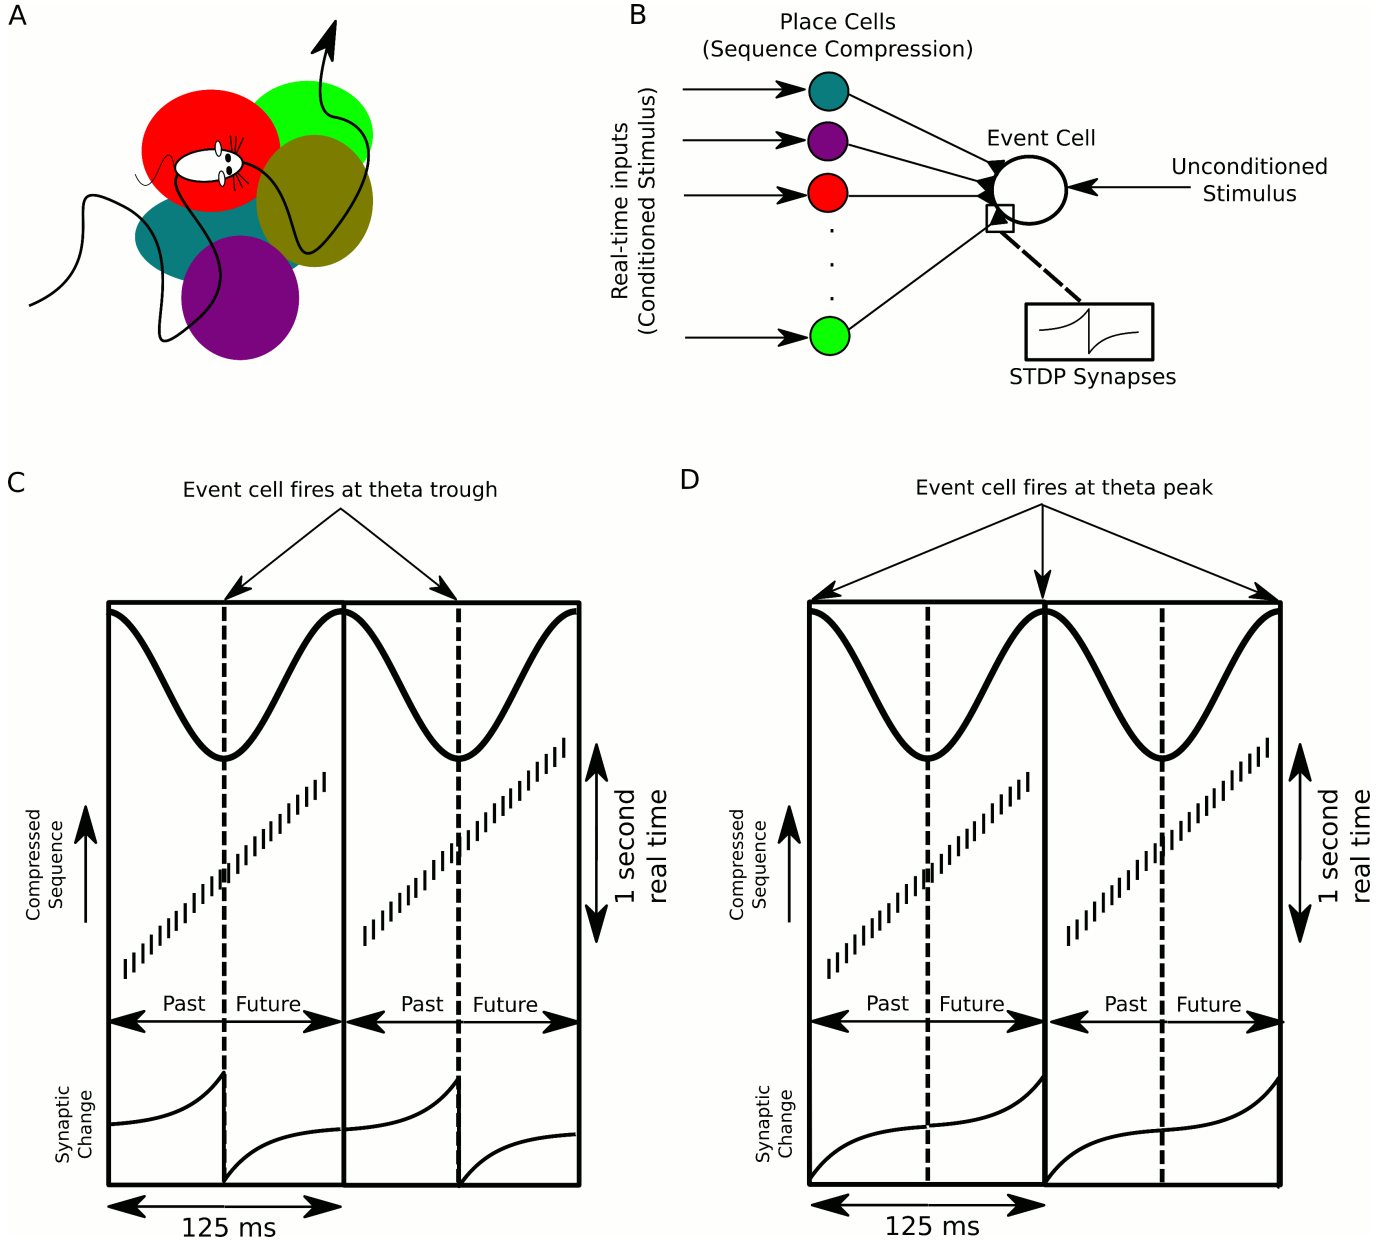 A
B
Place Cells
(Sequence Compression)
Real-time inputs
(Conditioned Stimulus)
Event Cell
Unconditioned
Stimulus
STDP Synapses
C
Event cell fires at theta trough
Compressed
Sequence
1 second
real time
Past
Future
Past
Future
Synaptic
Change
125 ms
D
Event cell fires at theta peak
Compressed
Sequence
1 second
real time
Past
Future
Past
Future
Synaptic
Change
125 ms